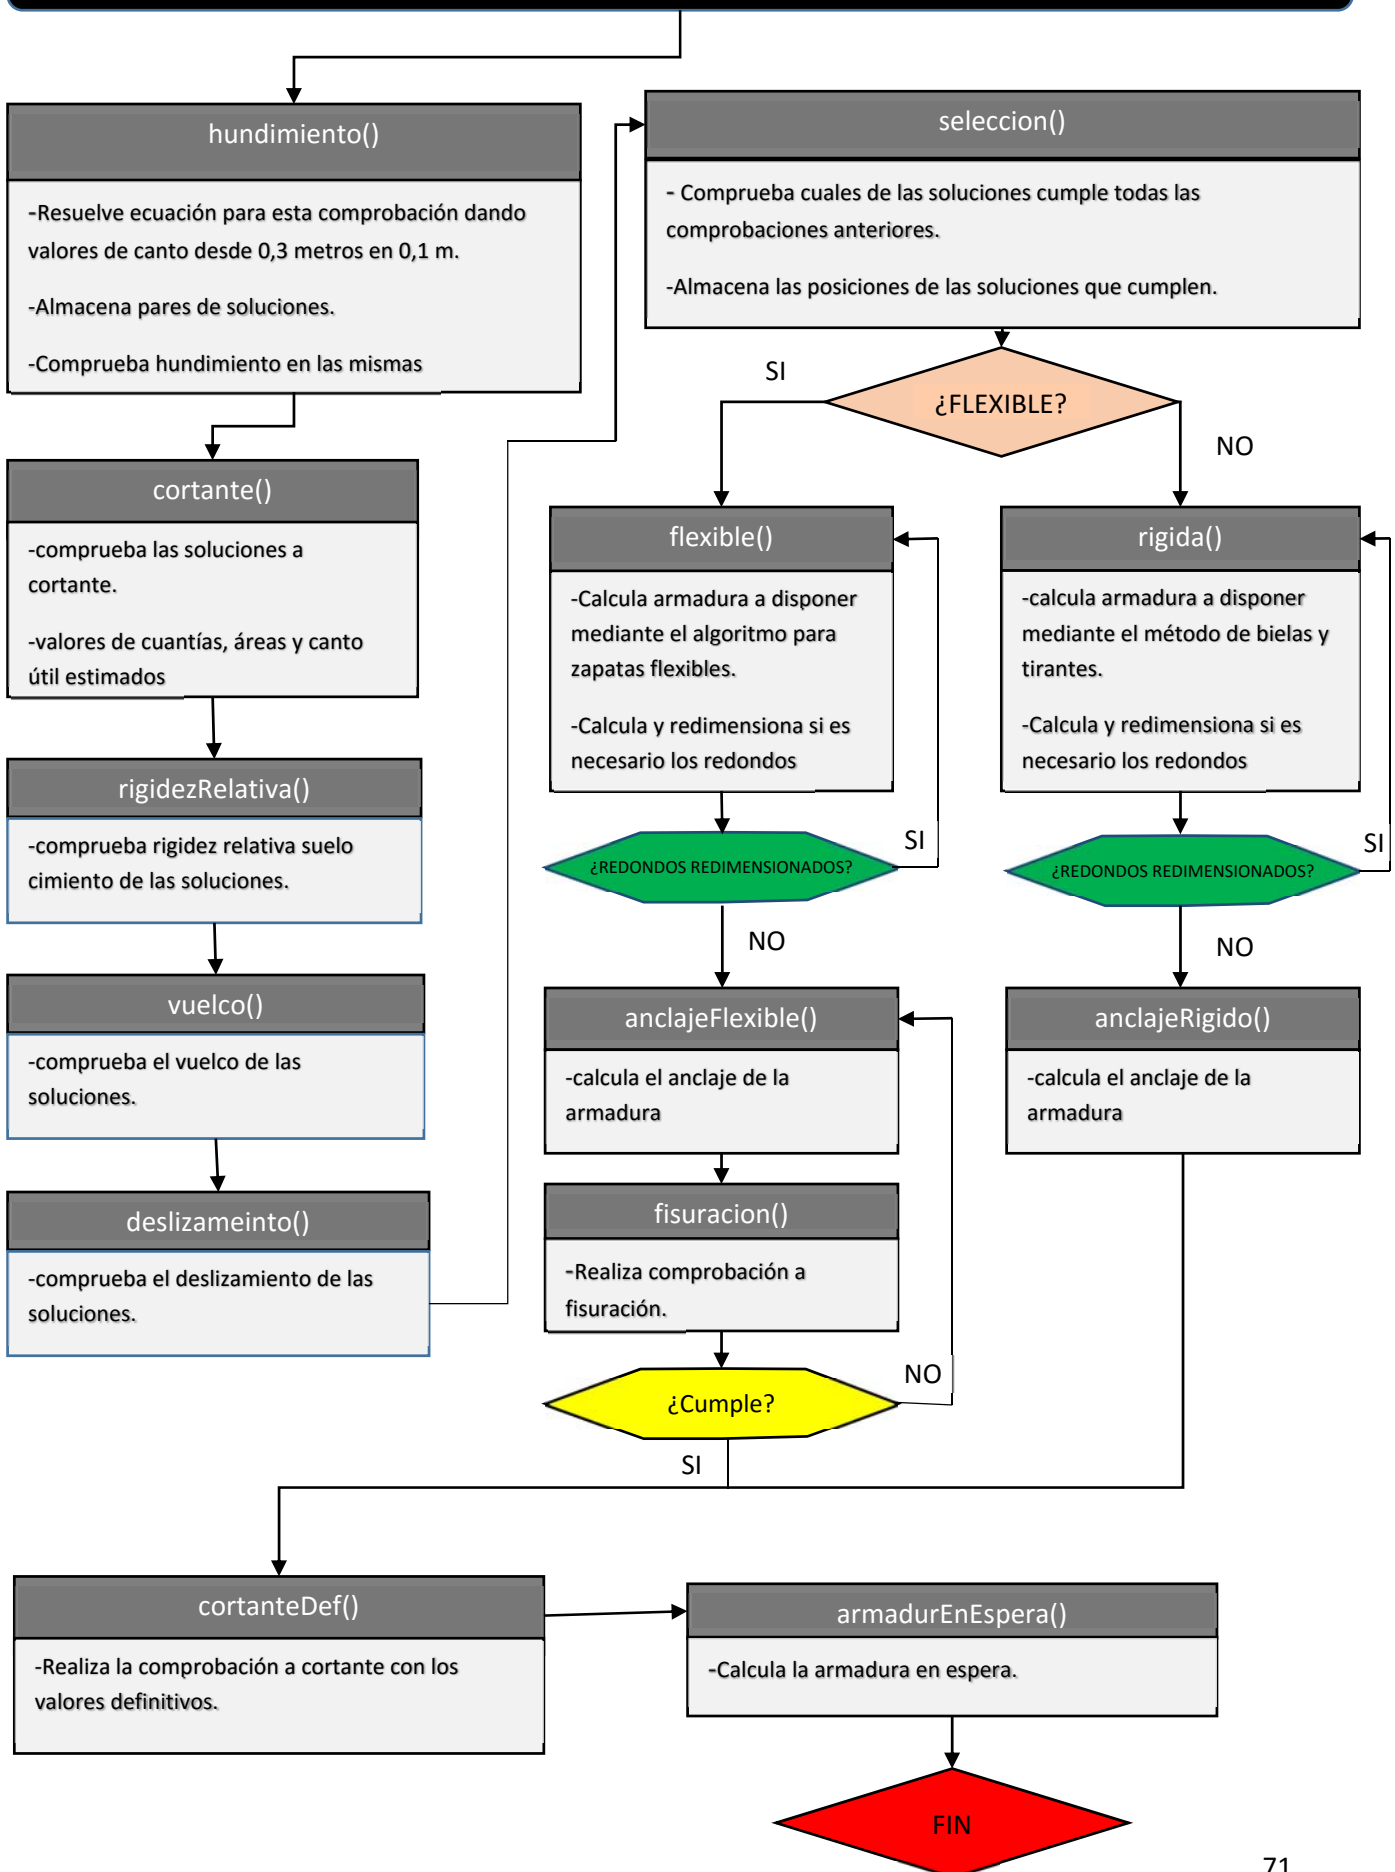 hundimiento()
-Resuelve ecuación para esta comprobación dando
valores de canto desde 0,3 metros en 0,1 m.
-Almacena pares de soluciones.
-Comprueba hundimiento en las mismas
cortante()
-comprueba las soluciones a
cortante.
-valores de cuantías, áreas y canto
útil estimados
rigidezRelativa()
-comprueba rigidez relativa suelo
cimiento de las soluciones.
vuelco()
-comprueba el vuelco de las
soluciones.
deslizameinto()
-comprueba el deslizamiento de las
soluciones.
seleccion()
- Comprueba cuales de las soluciones cumple todas las
comprobaciones anteriores.
-Almacena las posiciones de las soluciones que cumplen.
¿FLEXIBLE?
SI
NO
flexible()
-Calcula armadura a disponer
mediante el algoritmo para
zapatas flexibles.
-Calcula y redimensiona si es
necesario los redondos
¿REDONDOS REDIMENSIONADOS?
SI
NO
anclajeFlexible()
-calcula el anclaje de la
armadura
fisuracion()
-Realiza comprobación a
fisuración.
¿Cumple?
NO
SI
rigida()
-calcula armadura a disponer
mediante el método de bielas y
tirantes.
-Calcula y redimensiona si es
necesario los redondos
¿REDONDOS REDIMENSIONADOS?
SI
NO
anclajeRigido()
-calcula el anclaje de la
armadura
cortanteDef()
-Realiza la comprobación a cortante con los
valores definitivos.
armadurEnEspera()
-Calcula la armadura en espera.
FIN
71